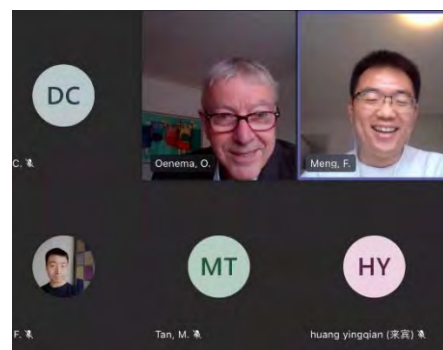 DC
C.
Oenema, O.
Meng, F.
MT
HY
F.
Tan, M.
huang yingqian (来宾)